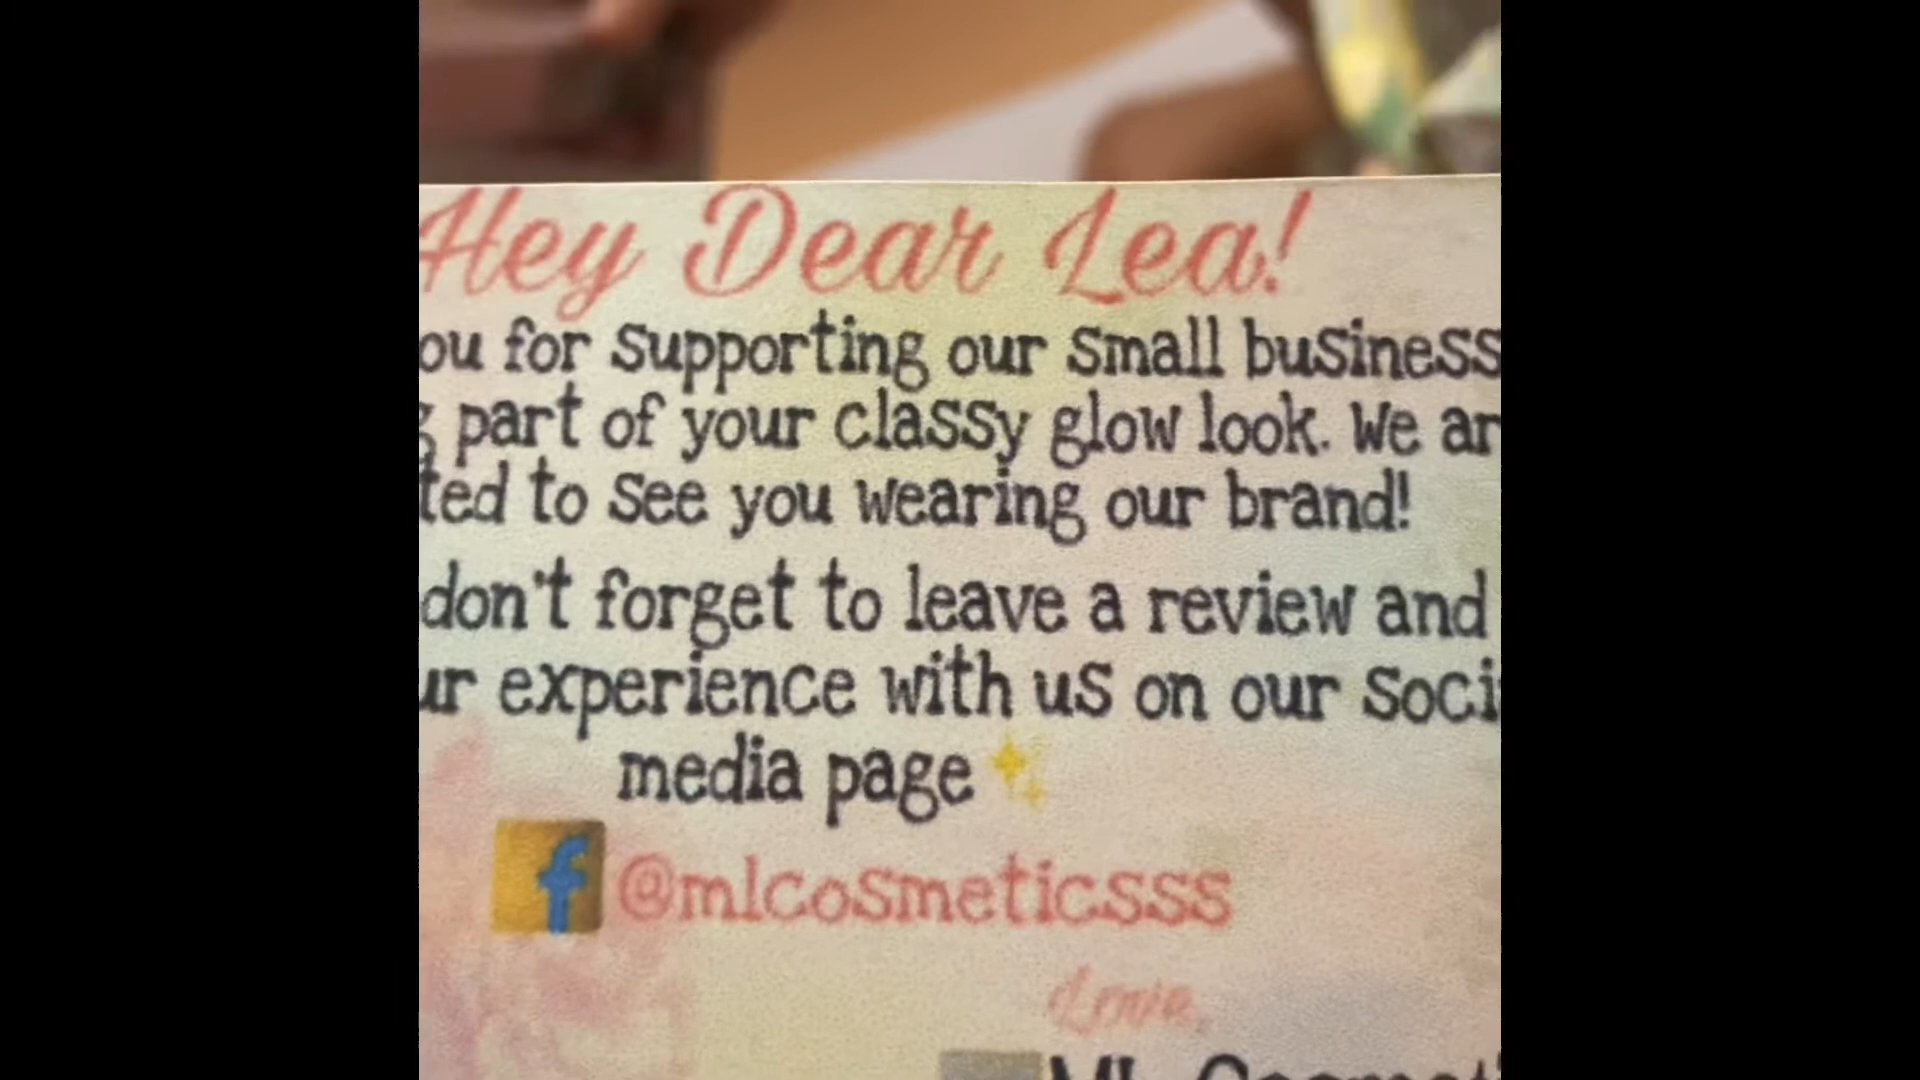 Hey Dear Lea!
ou for supporting our small business
g part of your classy glow look. We ar
ted to see you wearing our brand!
don't forget to leave a review and
ur experience with us on our soci
media page
f @mlcosmeticsss
Love,
ML Cosmeti